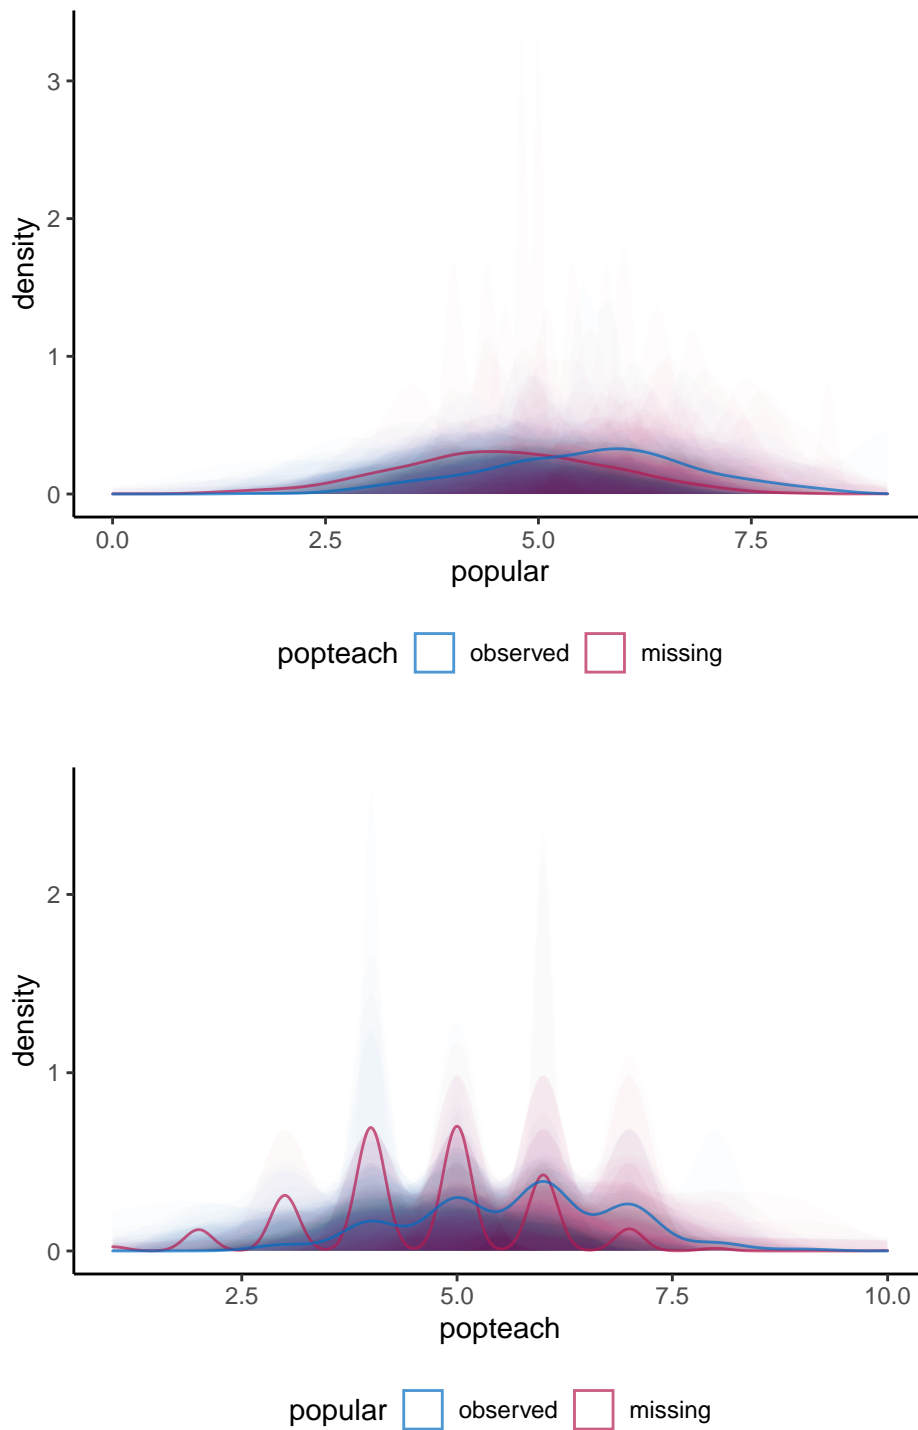 3
2
1
0
density
0.0 2.5 5.0 7.5
popular
popteach observed missing
2
1
0
density
2.5 5.0 7.5 10.0
popteach
popular observed missing